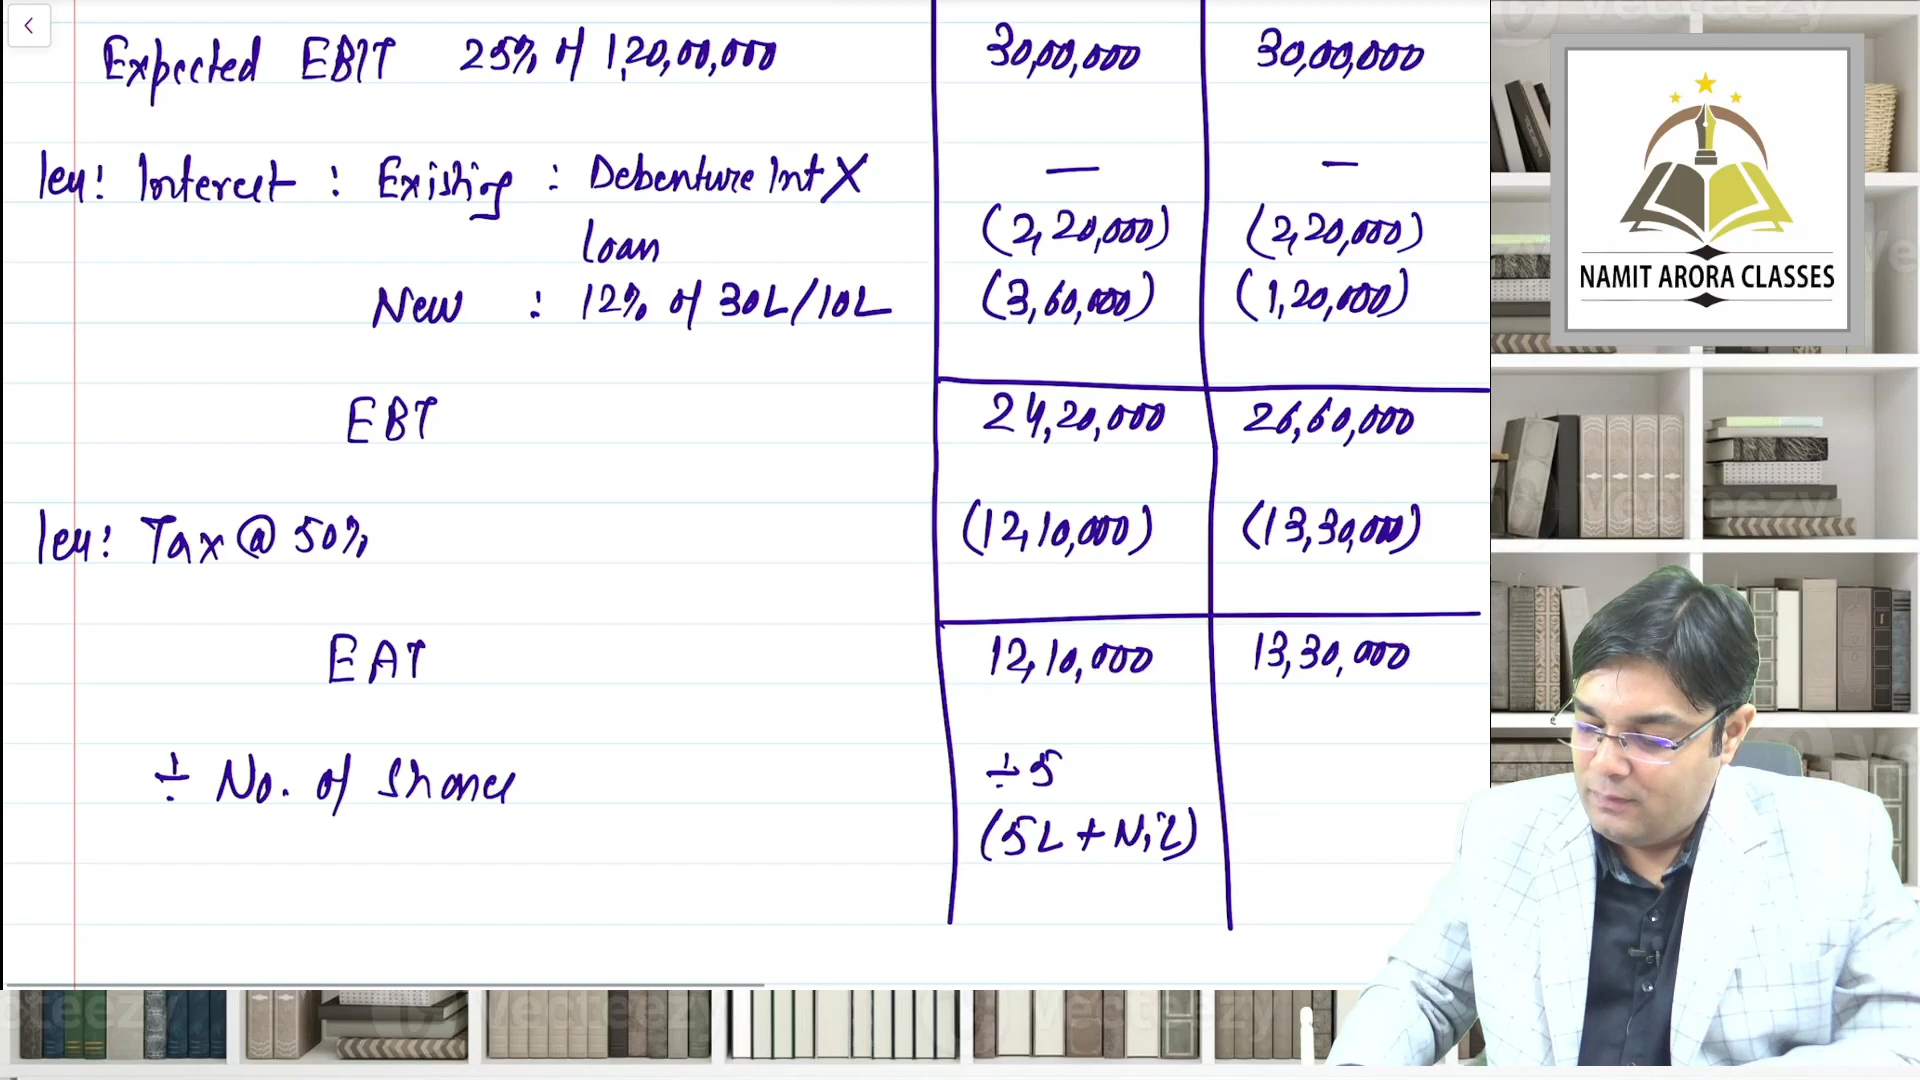 Expected EBIT 25% of 1,20,00,000 30,00,000 30,00,000
Less: Interest : Existing : Debenture Int X — —
Loan (2,20,000) (2,20,000)
New : 12% of 30L/10L (3,60,000) (1,20,000)
EBT 24,20,000 26,60,000
Less: Tax @ 50% (12,10,000) (13,30,000)
EAT 12,10,000 13,30,000
÷ No. of Shares ÷ 5
(5L + Nil)
NAMIT ARORA CLASSES
vecteezy